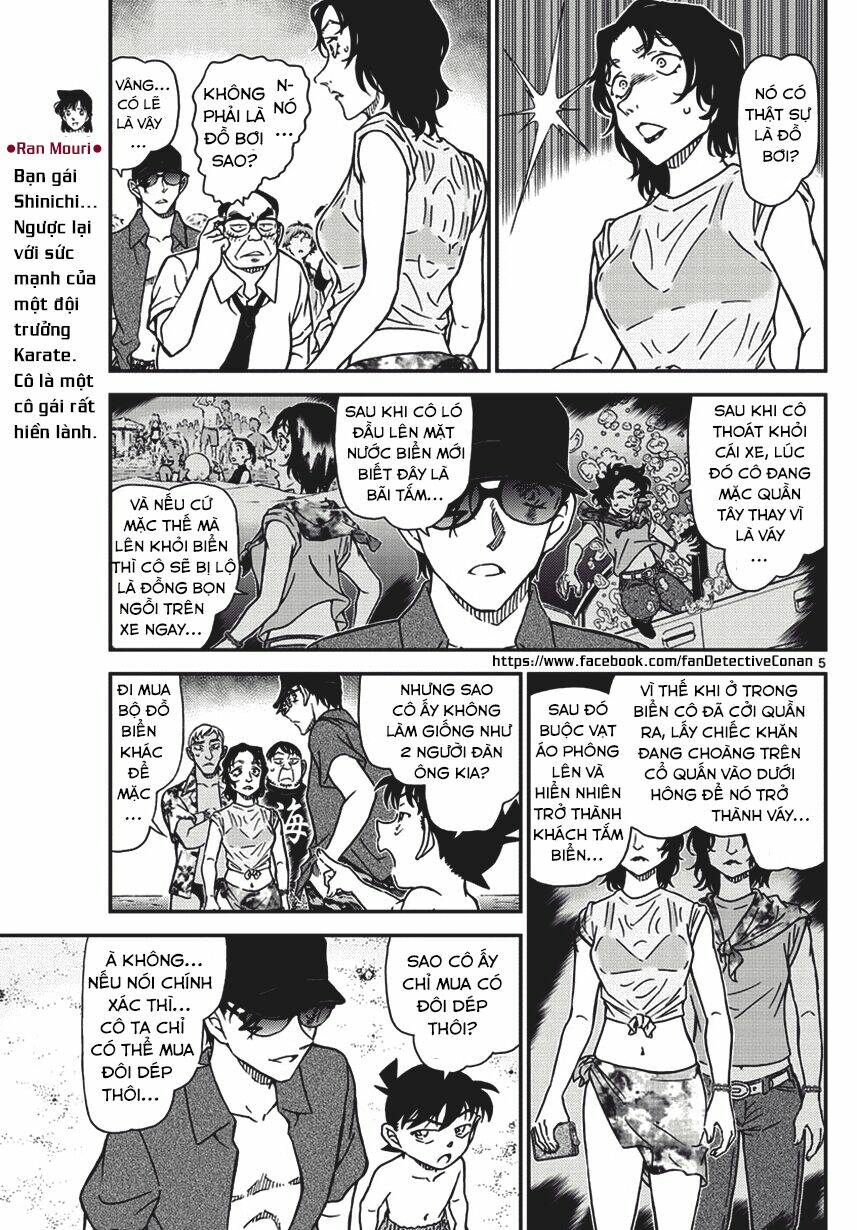 NÓ CÓ
THẬT SỰ
LÀ ĐỒ
BƠI?
N-
NÓ
...
KHÔNG
PHẢI LÀ
ĐỒ BƠI
SAO?
VÂNG...
CÓ LẼ
LÀ VẬY
...
•Ran Mouri•
Bạn gái
Shinichi...
Ngược lại
với sức
mạnh của
một đội
trưởng
Karate.
Cô là một
cô gái rất
hiền lành.
SAU KHI CÔ
THOÁT KHỎI
CÁI XE, LÚC
ĐÓ CÔ ĐANG
MẶC QUẦN
TÂY THAY VÌ
LÀ VÁY
...
SAU KHI CÔ LÓ
ĐẦU LÊN MẶT
NƯỚC BIỂN MỚI
BIẾT ĐÂY LÀ
BÃI TẮM...
VÀ NẾU CỨ
MẶC THẾ MÀ
LÊN KHỎI BIỂN
THÌ CÔ SẼ BỊ LỘ
LÀ ĐỒNG BỌN
NGỒI TRÊN
XE NGAY...
https://www.facebook.com/fanDetectiveConan 5
VÌ THẾ KHI Ở TRONG
BIỂN CÔ ĐÃ CỞI QUẦN
RA, LẤY CHIẾC KHĂN
ĐANG CHOÀNG TRÊN
CỔ QUẤN VÀO DƯỚI
HÔNG ĐỂ NÓ TRỞ
THÀNH VÁY...
SAU ĐÓ
BUỘC VẠT
ÁO PHÔNG
LÊN VÀ
HIỂN NHIÊN
TRỞ THÀNH
KHÁCH TẮM
BIỂN...
NHƯNG SAO
CÔ ẤY KHÔNG
LÀM GIỐNG NHƯ
2 NGƯỜI ĐÀN
ÔNG KIA?
ĐI MUA
BỘ ĐỒ
BIỂN
KHÁC
ĐỂ
MẶC
...
海
SAO CÔ ẤY
CHỈ MUA CÓ
ĐÔI DÉP
THÔI?
À KHÔNG...
NẾU NÓI CHÍNH
XÁC THÌ...
CÔ TA CHỈ
CÓ THỂ MUA
ĐÔI DÉP
THÔI...